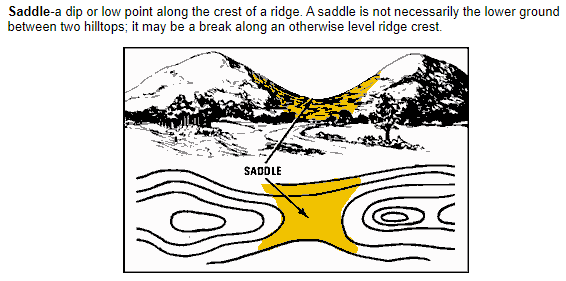 Saddle-a dip or low point along the crest of a ridge. A saddle is not necessarily the lower ground
between two hilltops; it may be a break along an otherwise level ridge crest.
SADDLE